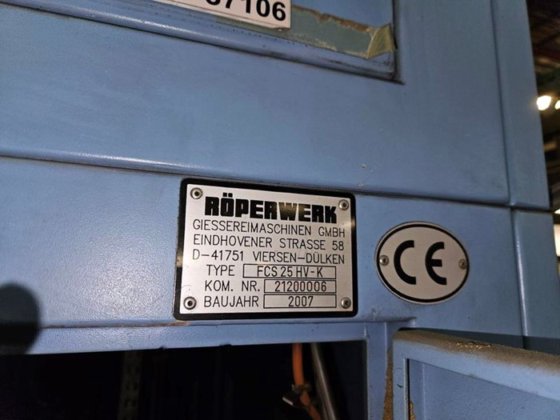 37106
RÖPERWERK
GIESSEREIMASCHINEN GMBH
EINDHOVENER STRASSE 58
D-41751 VIERSEN-DÜLKEN
TYPE FCS 25 HV-K
KOM. NR. 21200006
BAUJAHR 2007
CE